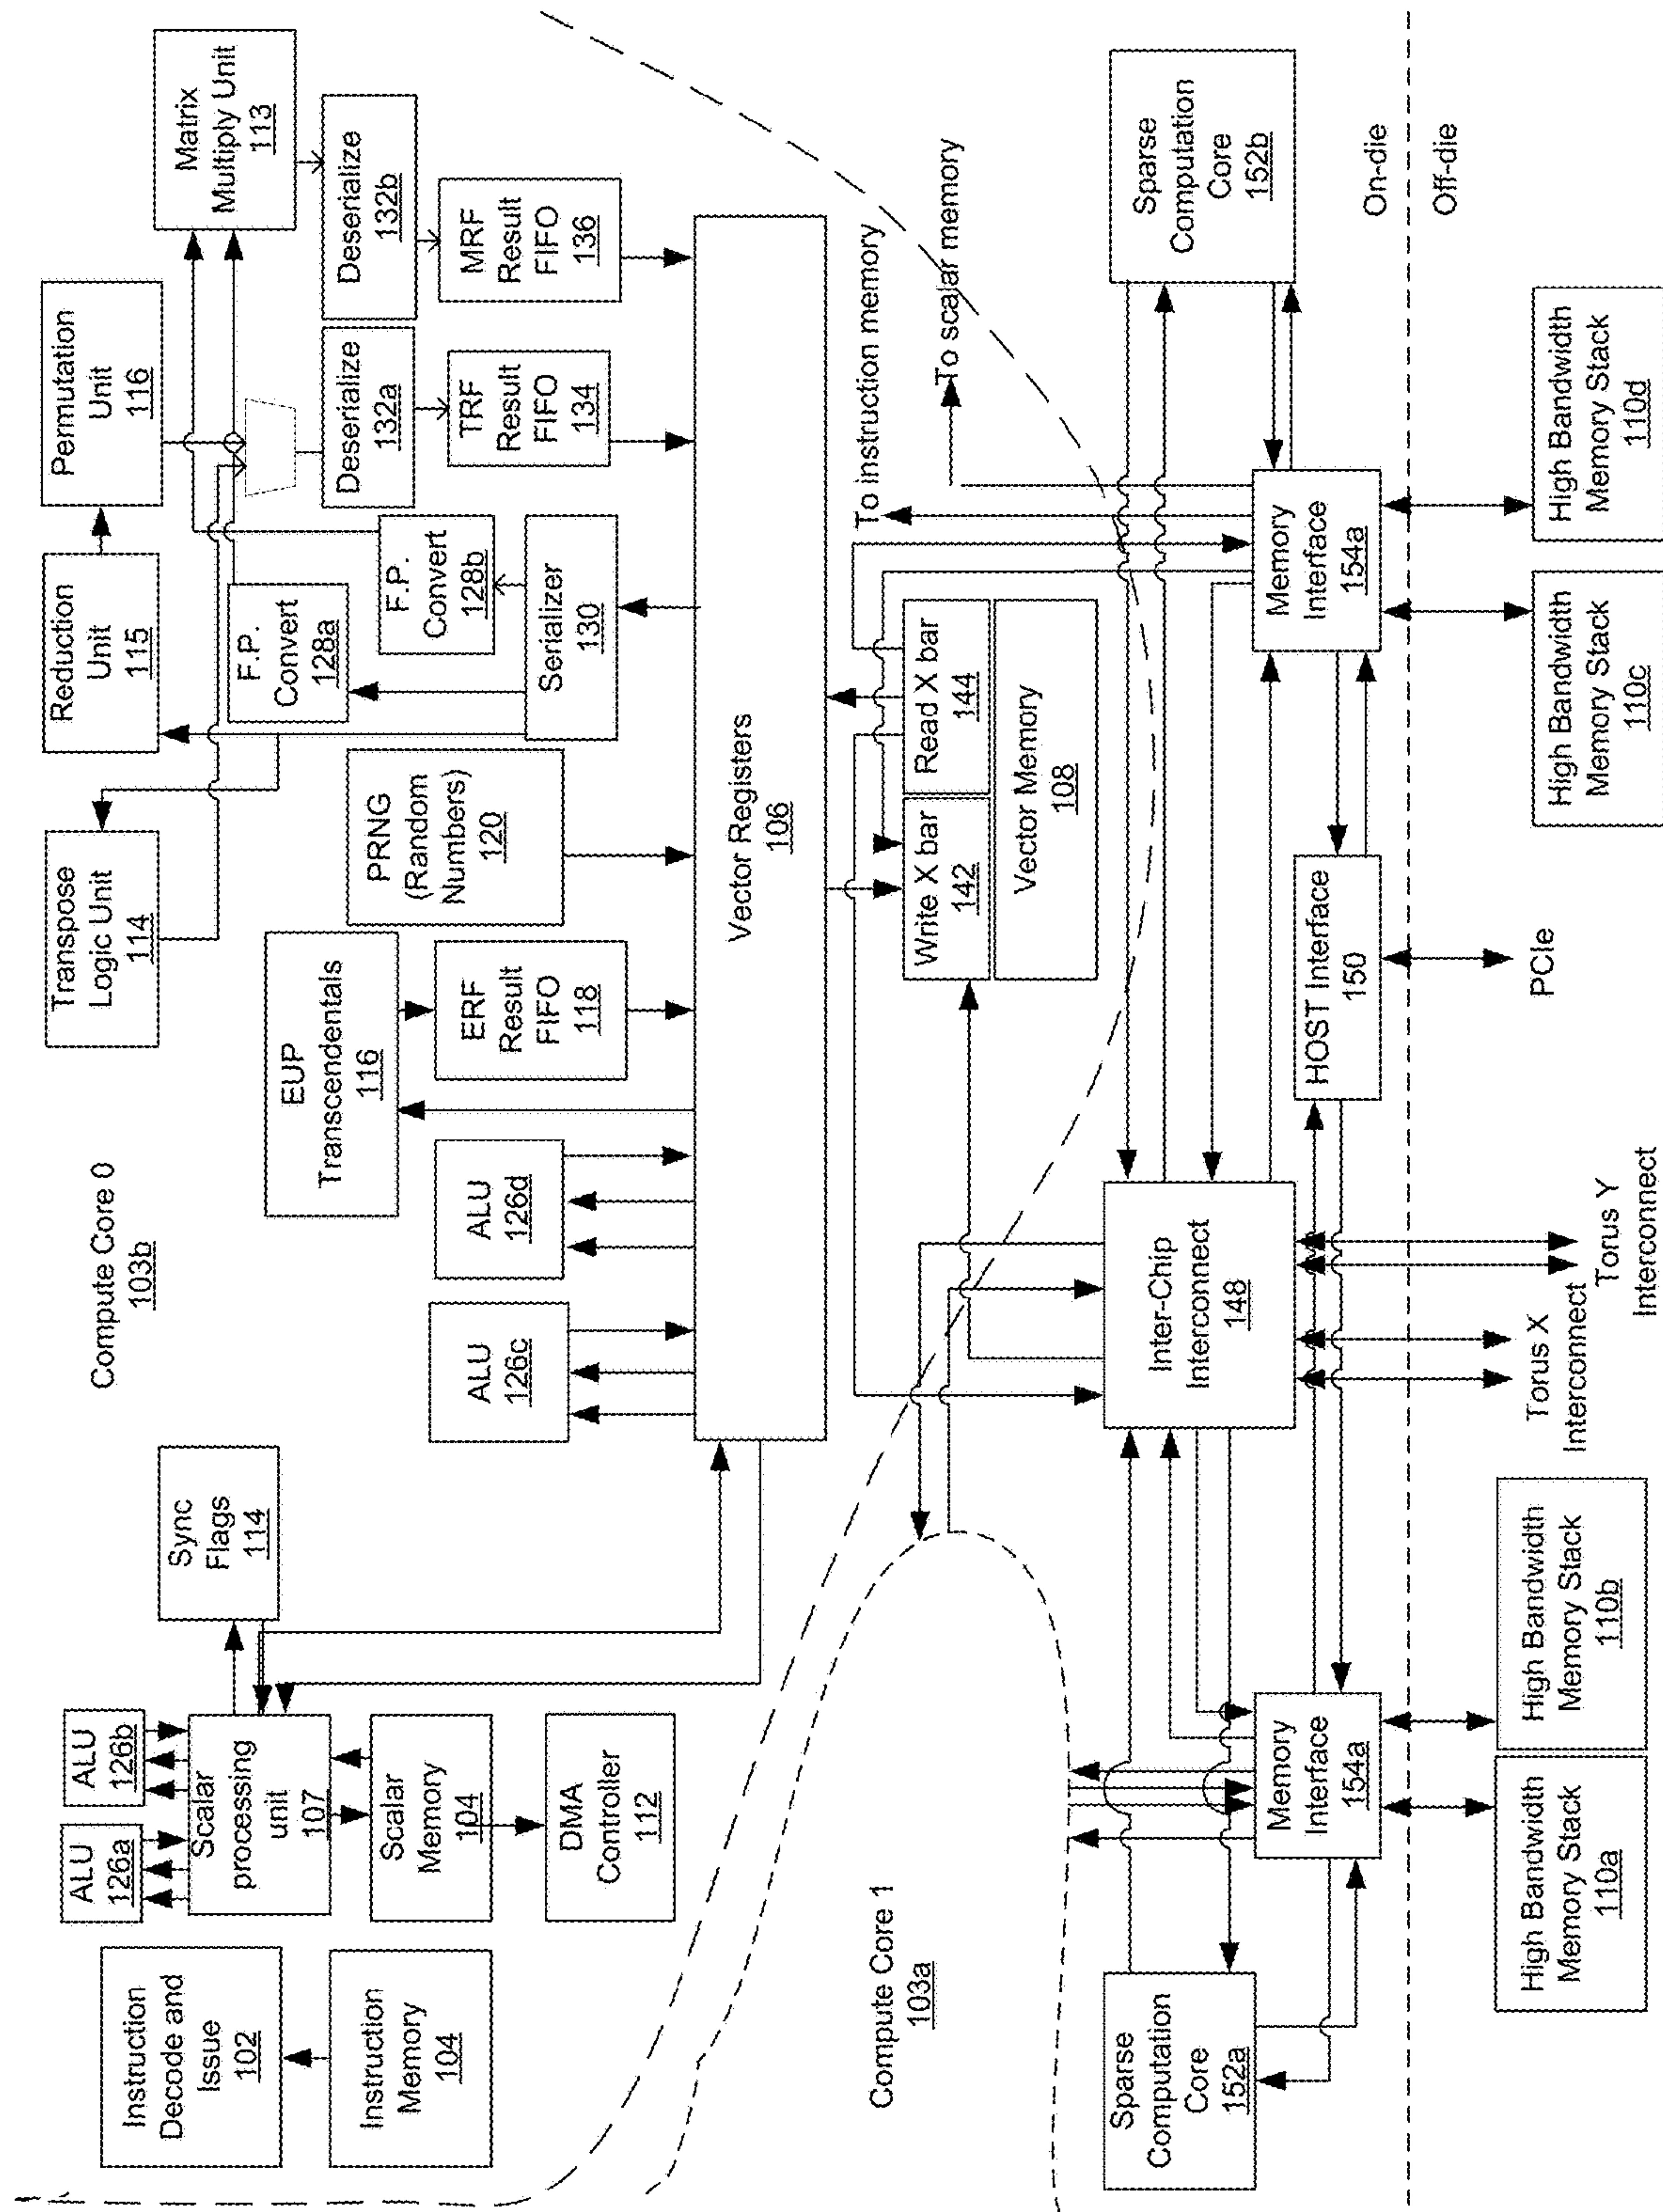 Compute Core 0
103b
Instruction
Decode and
Issue
102
Instruction
Memory
104
ALU
126a
ALU
126b
Scalar
processing
unit
107
Scalar
Memory
104
DMA
Controller
112
Sync
Flags
114
ALU
126c
ALU
126d
EUP
Transcendentals
116
ERF
Result
FIFO
118
PRNG
(Random
Numbers)
120
Transpose
Logic Unit
114
Reduction
Unit
115
Permutation
Unit
116
Matrix
Multiply Unit
113
F.P.
Convert
128a
F.P.
Convert
128b
Serializer
130
Deserialize
132a
Deserialize
132b
TRF
Result
FIFO
134
MRF
Result
FIFO
136
Vector Registers
106
Write X bar
142
Read X bar
144
Vector Memory
108
To instruction memory
To scalar memory
Compute Core 1
103a
Sparse
Computation
Core
152a
Inter-Chip
Interconnect
148
Sparse
Computation
Core
152b
Memory
Interface
154a
HOST Interface
150
Memory
Interface
154a
On-die
Off-die
High Bandwidth
Memory Stack
110a
High Bandwidth
Memory Stack
110b
Torus X
Interconnect
Torus Y
Interconnect
PCIe
High Bandwidth
Memory Stack
110c
High Bandwidth
Memory Stack
110d